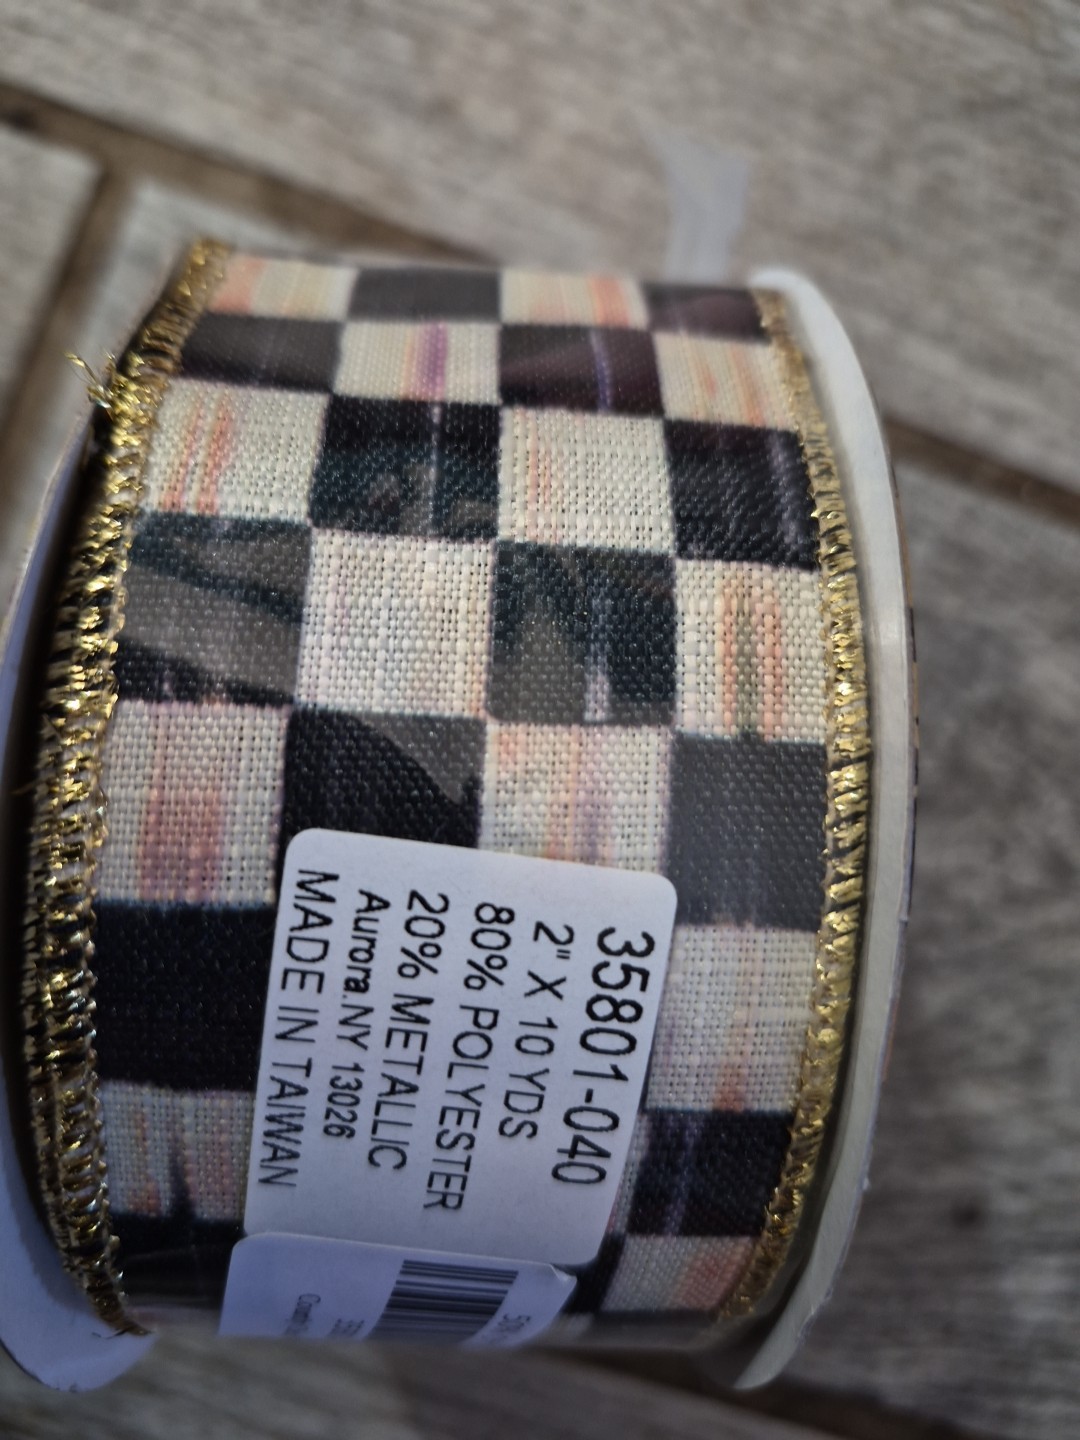 35801-040
2" X 10 YDS
80% POLYESTER
20% METALLIC
Aurora.NY 13026
MADE IN TAIWAN